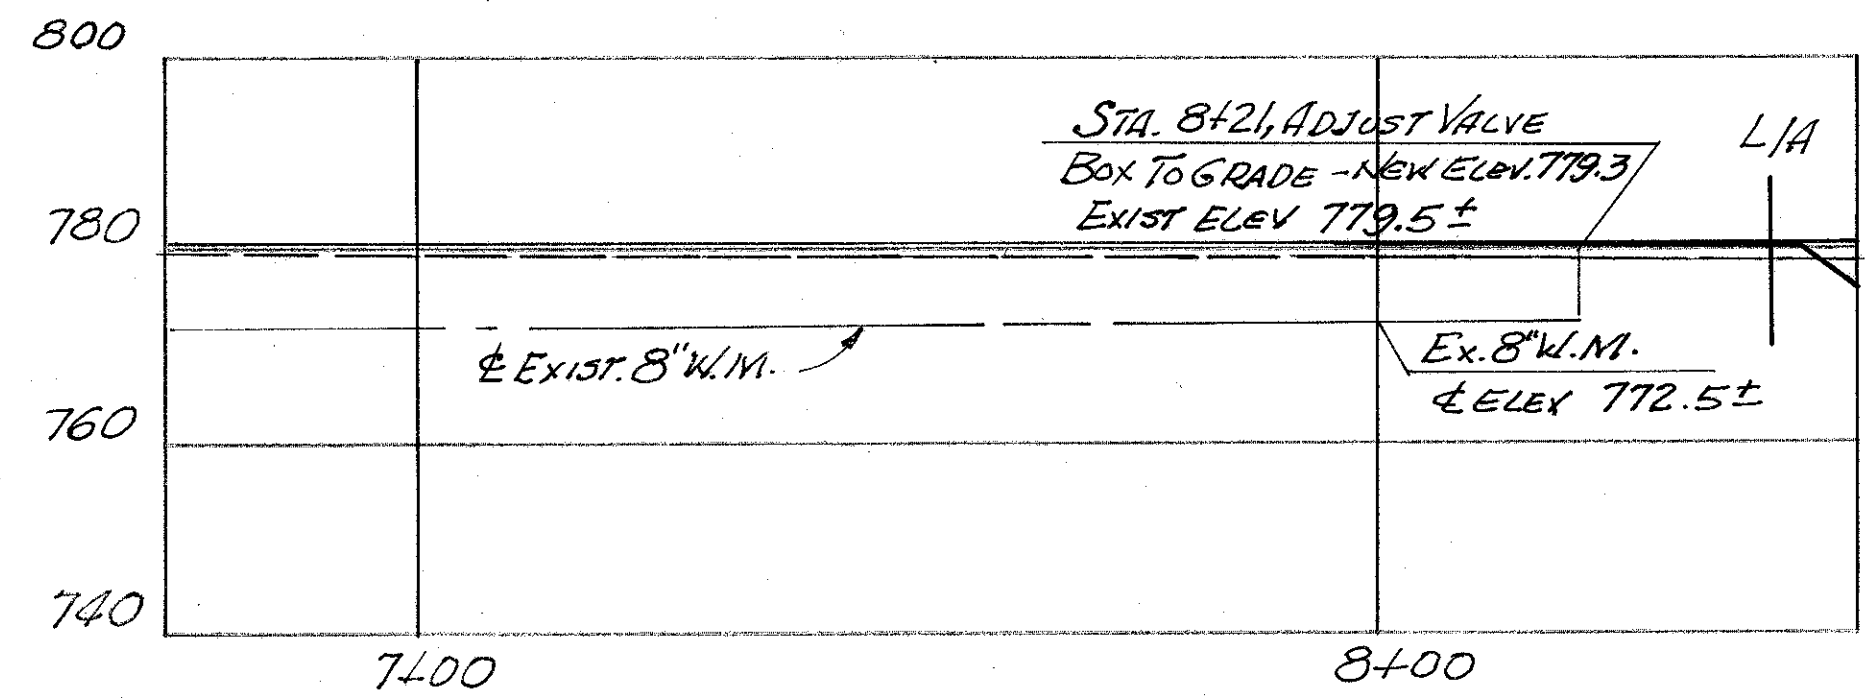 800
STA. 8+21, ADJUST VALVE
BOX TO GRADE - NEW ELEV. 779.3
EXIST ELEV 779.5±
L/A
780
℄ EXIST. 8" W.M.
EX. 8" W.M.
℄ ELEV 772.5±
760
740
7+00
8+00